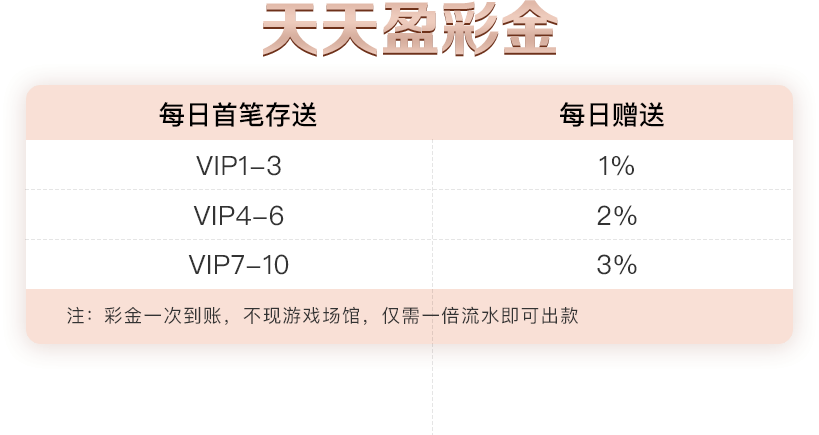 天天盈彩金
每日首笔存送 每日赠送
VIP1-3 1%
VIP4-6 2%
VIP7-10 3%
注：彩金一次到账，不现游戏场馆，仅需一倍流水即可出款